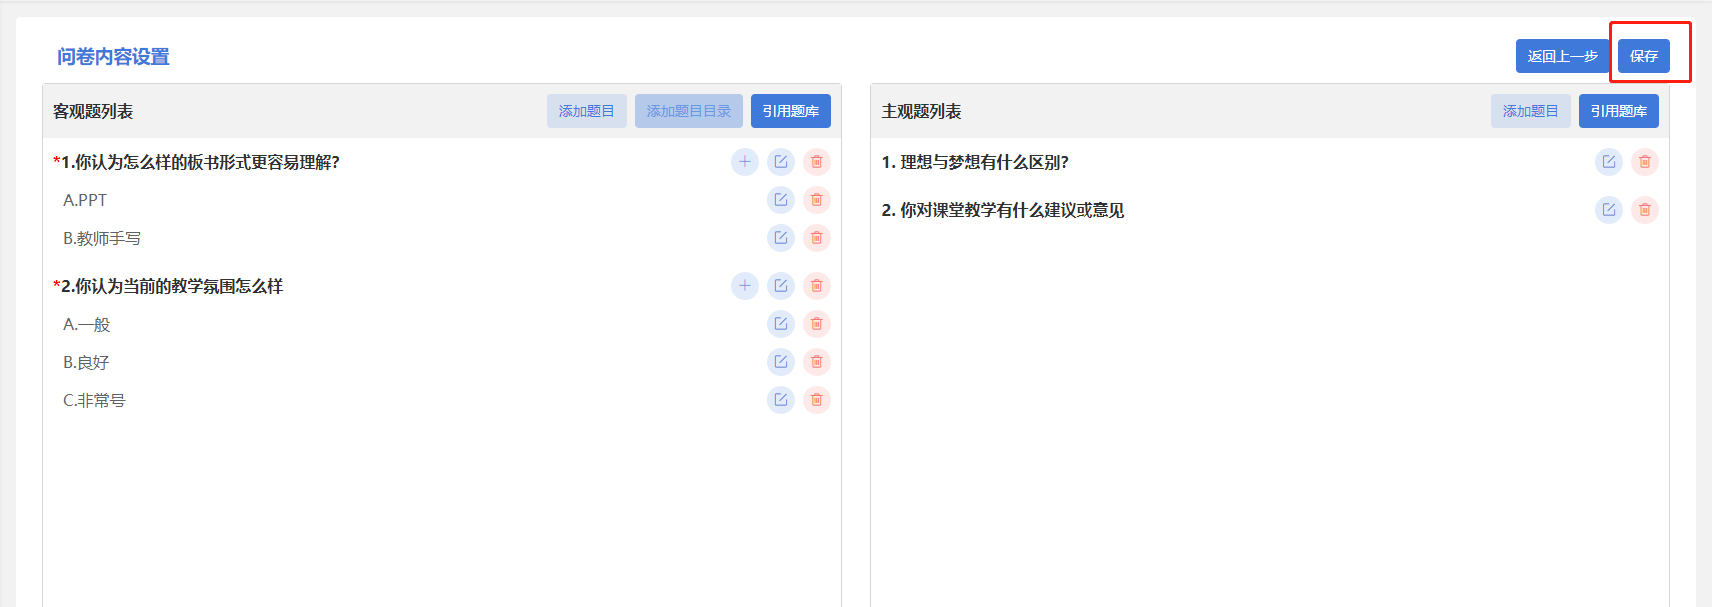 问卷内容设置
返回上一步 保存
客观题列表 添加题目 添加题目目录 引用题库
*1.你认为怎么样的板书形式更容易理解?
A.PPT
B.教师手写
*2.你认为当前的教学氛围怎么样
A.一般
B.良好
C.非常号
主观题列表 添加题目 引用题库
1. 理想与梦想有什么区别?
2. 你对课堂教学有什么建议或意见